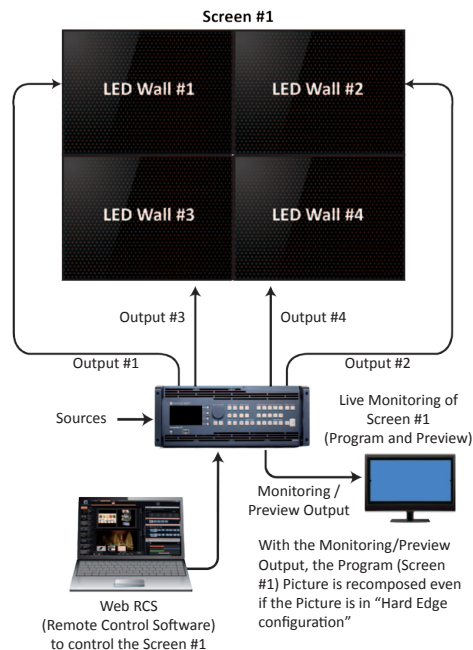 Screen #1
LED Wall #1
LED Wall #2
LED Wall #3
LED Wall #4
Output #3
Output #4
Output #1
Output #2
Sources
Live Monitoring of
Screen #1
(Program and Preview)
Monitoring /
Preview Output
With the Monitoring/Preview
Output, the Program (Screen
#1) Picture is recomposed even
if the Picture is in “Hard Edge
configuration”
Web RCS
(Remote Control Software)
to control the Screen #1